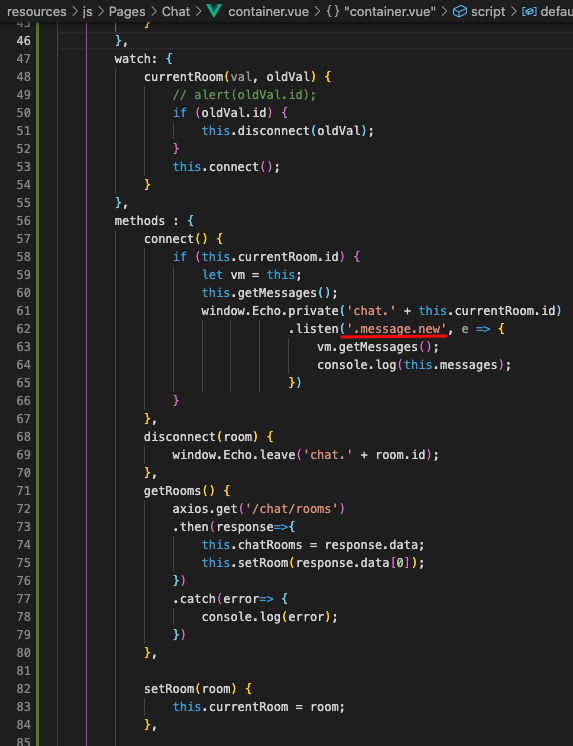 resources > js > Pages > Chat > container.vue > {} "container.vue" > script > defau
45 }
46 },
47 watch: {
48 currentRoom(val, oldVal) {
49 // alert(oldVal.id);
50 if (oldVal.id) {
51 this.disconnect(oldVal);
52 }
53 this.connect();
54 }
55 },
56 methods : {
57 connect() {
58 if (this.currentRoom.id) {
59 let vm = this;
60 this.getMessages();
61 window.Echo.private('chat.' + this.currentRoom.id)
62 .listen('.message.new', e => {
63 vm.getMessages();
64 console.log(this.messages);
65 })
66 }
67 },
68 disconnect(room) {
69 window.Echo.leave('chat.' + room.id);
70 },
71 getRooms() {
72 axios.get('/chat/rooms')
73 .then(response=>{
74 this.chatRooms = response.data;
75 this.setRoom(response.data[0]);
76 })
77 .catch(error=> {
78 console.log(error);
79 })
80 },
81
82 setRoom(room) {
83 this.currentRoom = room;
84 },
85